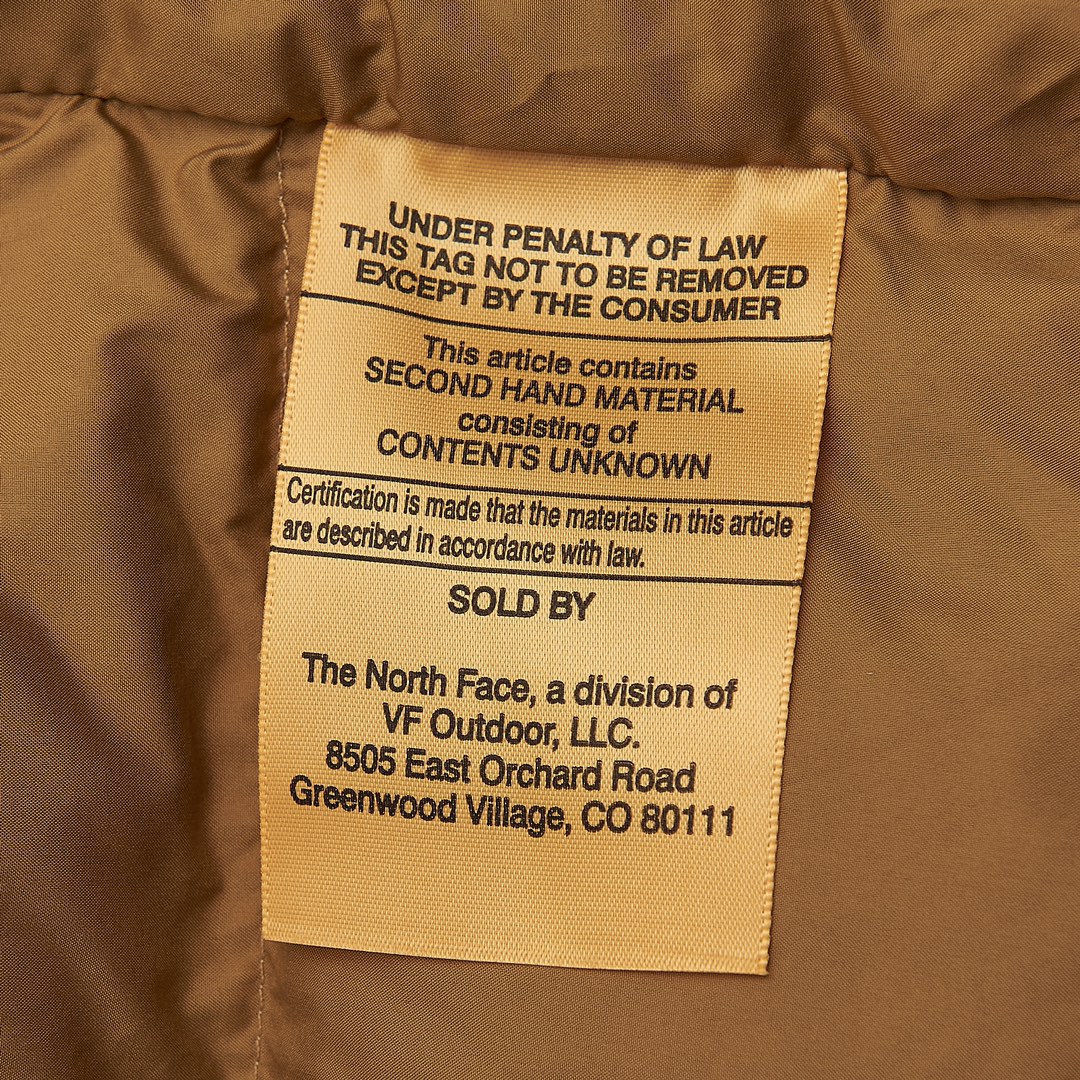 UNDER PENALTY OF LAW
THIS TAG NOT TO BE REMOVED
EXCEPT BY THE CONSUMER
This article contains
SECOND HAND MATERIAL
consisting of
CONTENTS UNKNOWN
Certification is made that the materials in this article
are described in accordance with law.
SOLD BY
The North Face, a division of
VF Outdoor, LLC.
8505 East Orchard Road
Greenwood Village, CO 80111